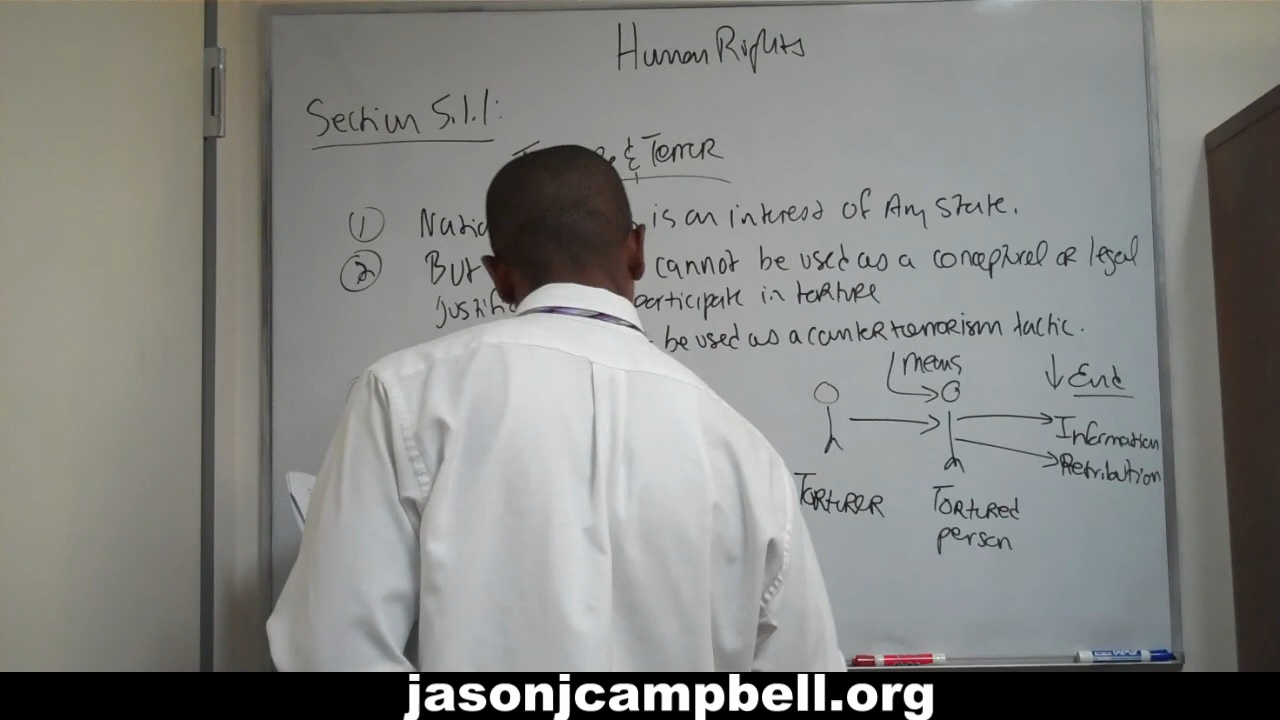 Human Rights
Section 5.1.1:
& Terror
① is an interest of Any State.
② But cannot be used as a conceptual or legal
participate in torture
be used as a counterterrorism tactic.
means
End
Information
Retribution
Torturer
Tortured
person
jasonjcampbell.org